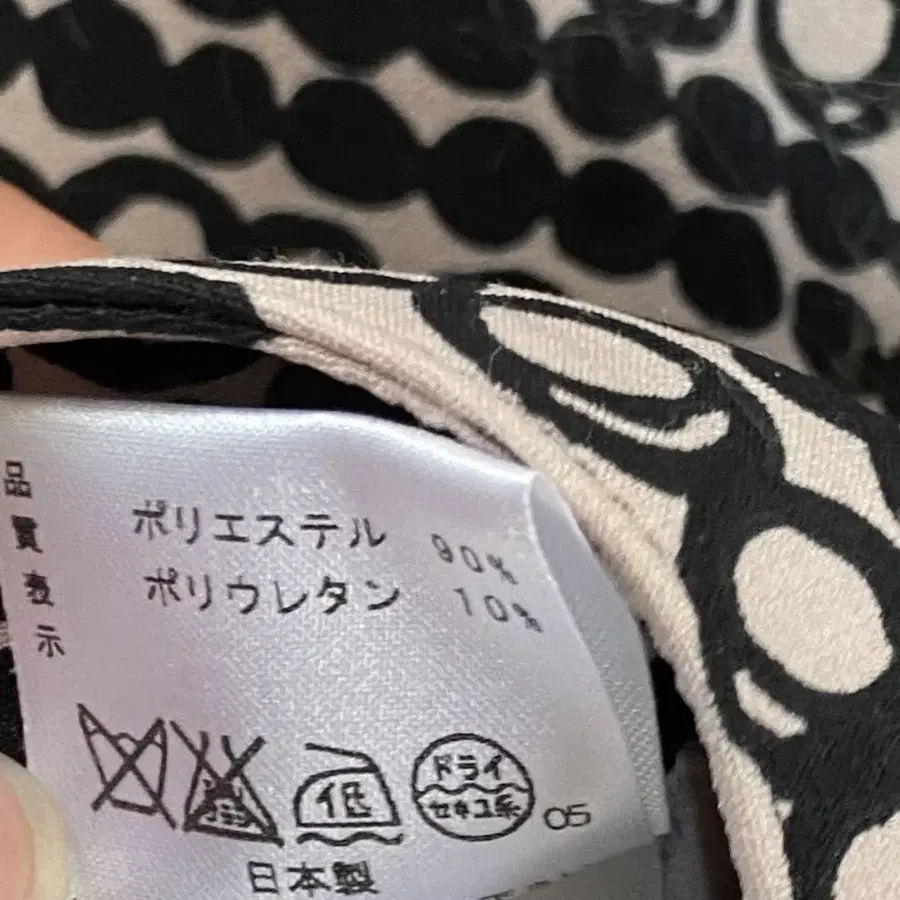 品質表示
ポリエステル 90%
ポリウレタン 10%
低
ドライ
セキユ系
05
日本製